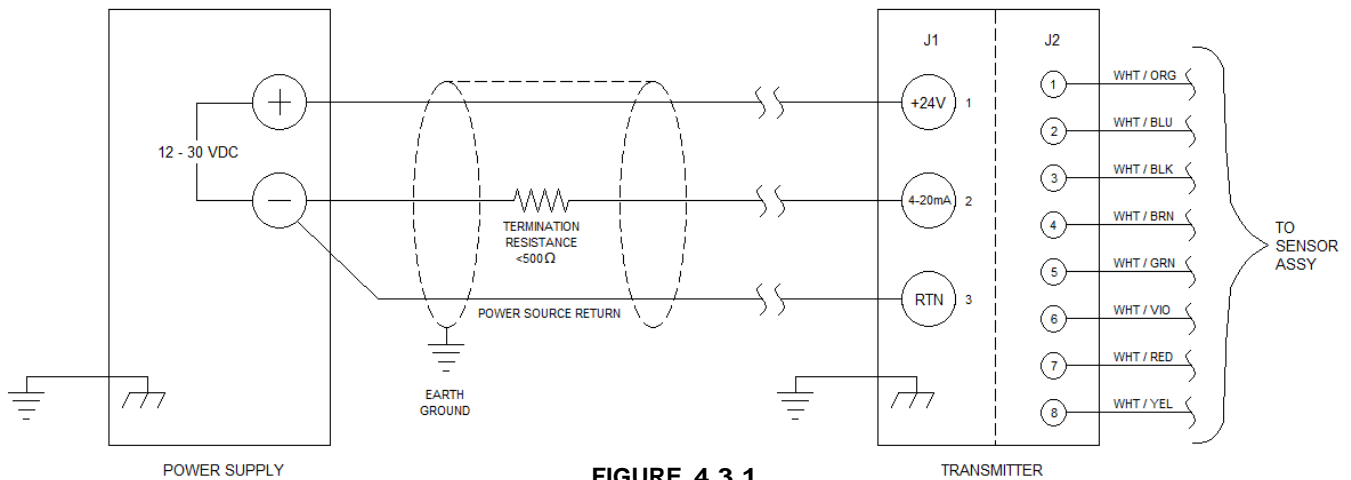 J1
J2
+
+24V
1
1
WHT / ORG
2
WHT / BLU
12 - 30 VDC
3
WHT / BLK
-
4-20mA
2
4
WHT / BRN
TERMINATION
RESISTANCE
<500Ω
TO
SENSOR
ASSY
5
WHT / GRN
RTN
3
POWER SOURCE RETURN
6
WHT / VIO
7
WHT / RED
EARTH
GROUND
8
WHT / YEL
POWER SUPPLY
FIGURE 4.3.1
TRANSMITTER